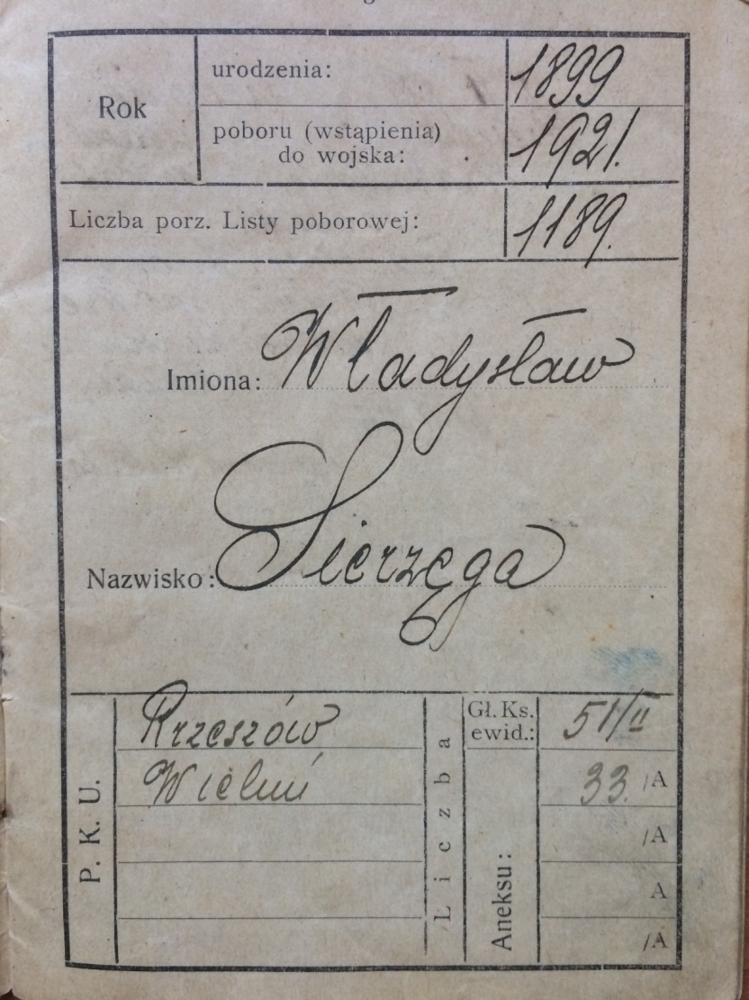 Rok
urodzenia: 1899
poboru (wstąpienia)
do wojska: 1921.
Liczba porz. Listy poborowej: 1189.
Imiona: Władysław
Nazwisko: Sierzęga
P. K. U.
Rzeszów
Wieluń
Liczba
Gł. Ks.
ewid.: 51/II
Aneksu:
33. /A
/A
A
/A